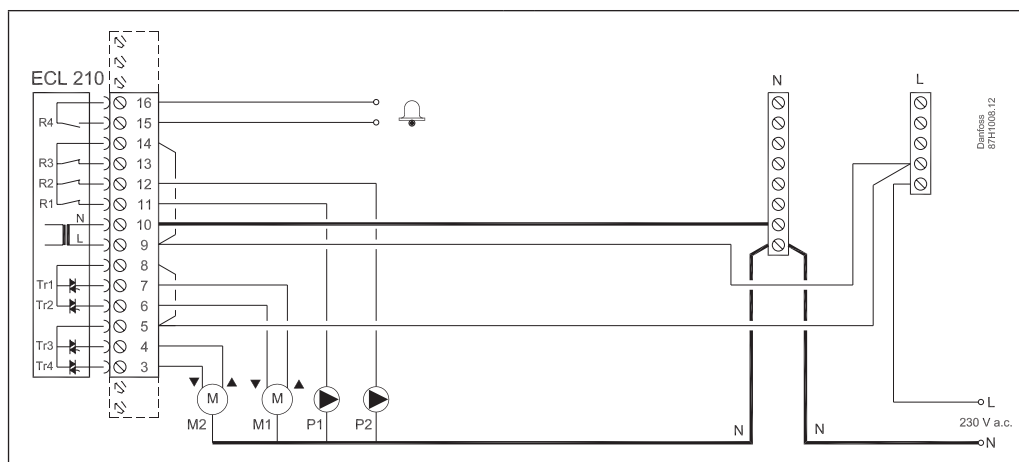 ECL 210
N
L
16
R4
15
14
R3
13
R2
12
R1
11
N
10
L
9
8
Tr1
7
Tr2
6
5
Tr3
4
Tr4
3
M
M
M2
M1
P1
P2
N
N
L
230 V a.c.
N
Danfoss
87H1008.12